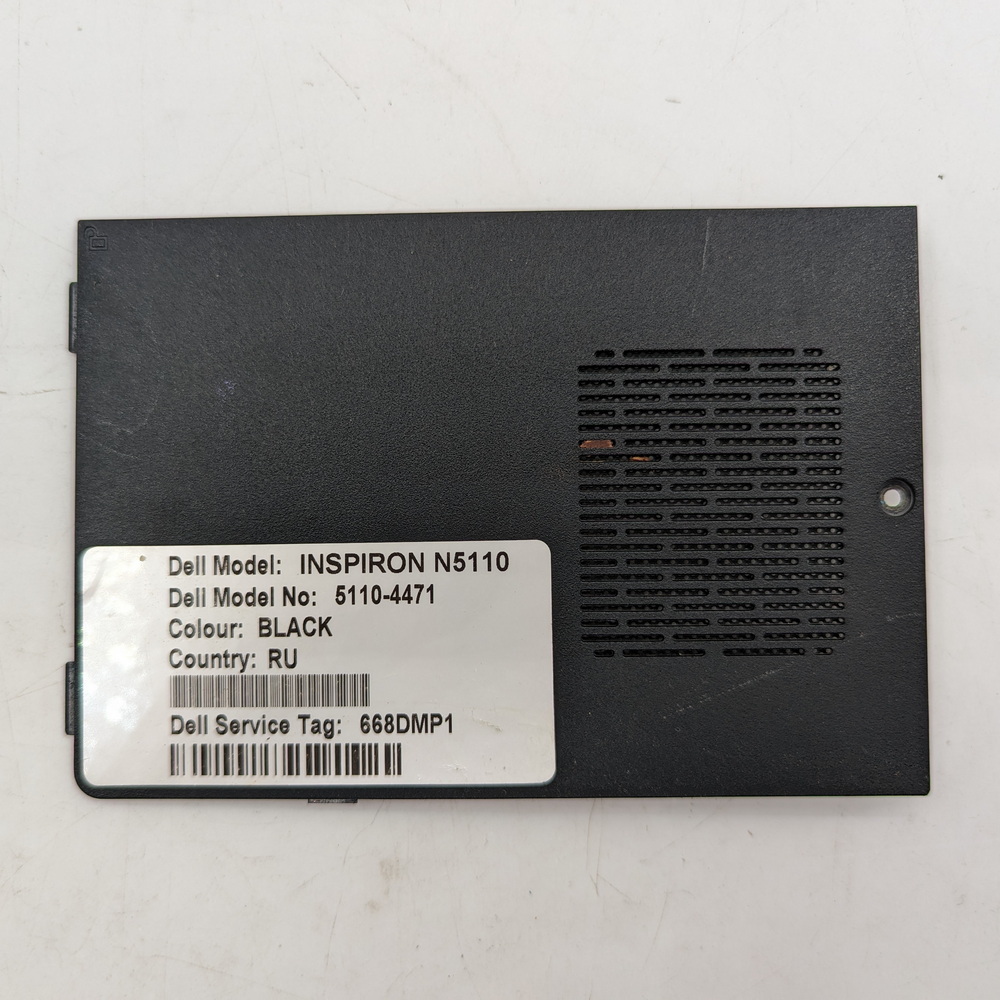 Dell Model: INSPIRON N5110
Dell Model No: 5110-4471
Colour: BLACK
Country: RU
Dell Service Tag: 668DMP1